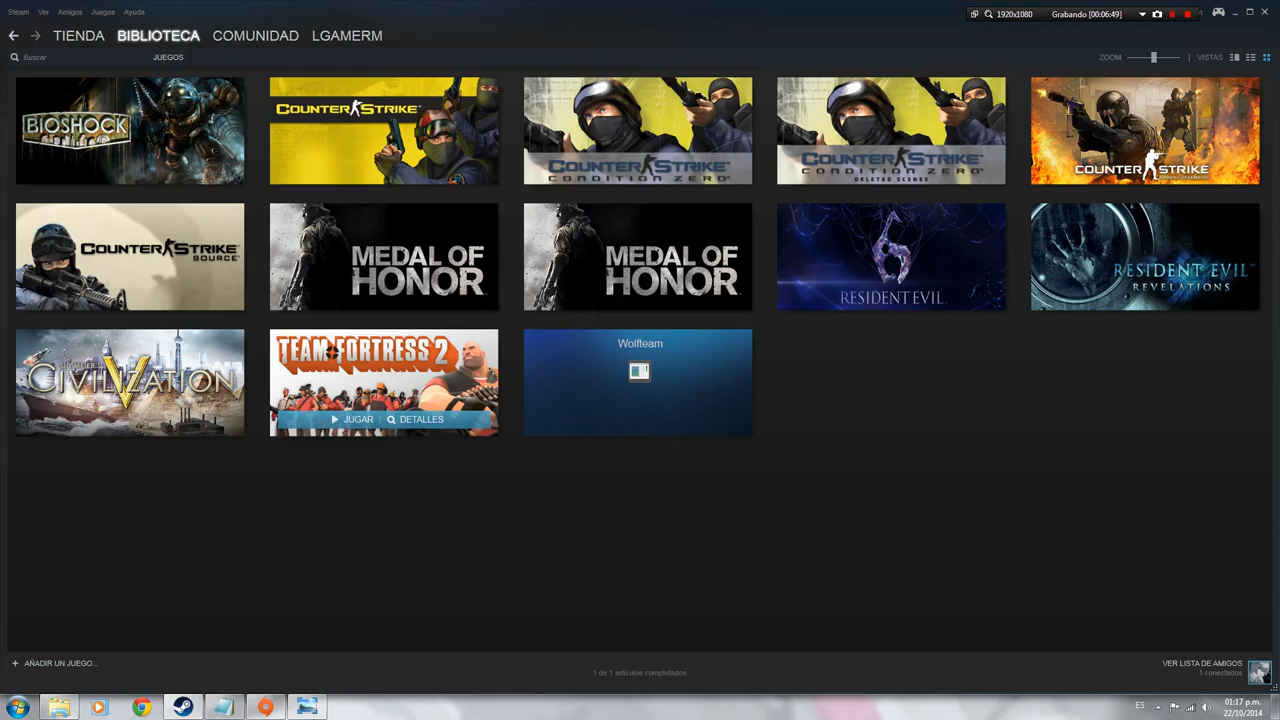 Steam Ver Amigos Juegos Ayuda
1920x1080 Grabando [00:06:49]
TIENDA BIBLIOTECA COMUNIDAD LGAMERM
Buscar JUEGOS ZOOM VISTAS
BIOSHOCK
COUNTER STRIKE
COUNTER STRIKE
CONDITION ZERO
COUNTER STRIKE
CONDITION ZERO
DELETED SCENES
COUNTER STRIKE
COUNTER STRIKE
SOURCE
MEDAL OF
HONOR
MEDAL OF
HONOR
RESIDENT EVIL
RESIDENT EVIL
REVELATIONS
CIVILIZATION
V
TEAM FORTRESS 2
JUGAR DETALLES
Wolfteam
+ AÑADIR UN JUEGO...
1 de 1 artículos completados
VER LISTA DE AMIGOS
1 conectados
ES
01:17 p.m.
22/10/2014